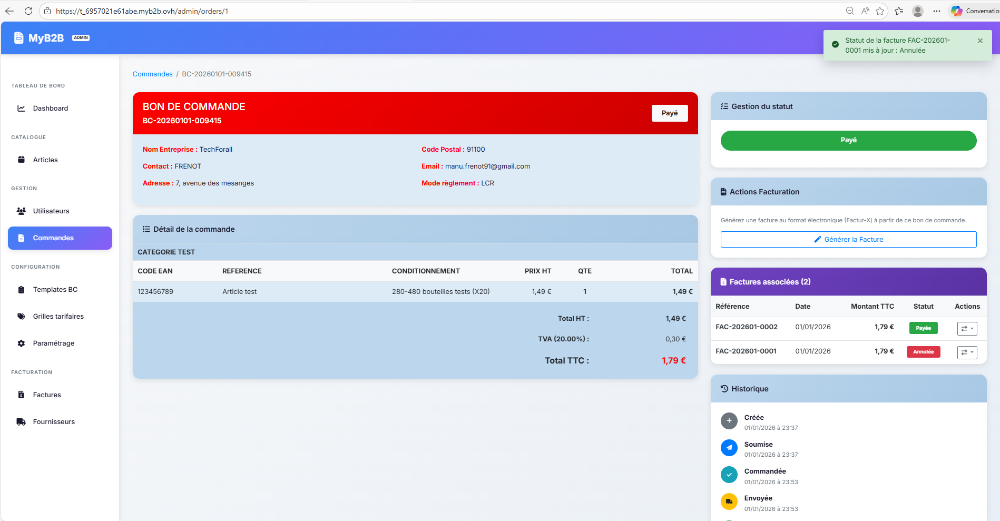 https://t_6957021e61abe.myb2b.ovh/admin/orders/1
Conversation
MyB2B ADMIN
Statut de la facture FAC-202601-
0001 mis à jour : Annulée
TABLEAU DE BORD
Dashboard
CATALOGUE
Articles
GESTION
Utilisateurs
Commandes
CONFIGURATION
Templates BC
Grilles tarifaires
Paramétrage
FACTURATION
Factures
Fournisseurs
Commandes / BC-20260101-009415
BON DE COMMANDE
BC-20260101-009415
Payé
Nom Entreprise : TechForall
Code Postal : 91100
Contact : FRENOT
Email : manu.frenot91@gmail.com
Adresse : 7, avenue des mesanges
Mode règlement : LCR
Détail de la commande
CATEGORIE TEST
CODE EAN REFERENCE CONDITIONNEMENT PRIX HT QTE TOTAL
123456789 Article test 280-480 bouteilles tests (X20) 1,49 € 1 1,49 €
Total HT : 1,49 €
TVA (20.00%) : 0,30 €
Total TTC : 1,79 €
Gestion du statut
Payé
Actions Facturation
Générez une facture au format électronique (Factur-X) à partir de ce bon de commande.
Générer la Facture
Factures associées (2)
Référence Date Montant TTC Statut Actions
FAC-202601-0002 01/01/2026 1,79 € Payée
FAC-202601-0001 01/01/2026 1,79 € Annulée
Historique
Créée
01/01/2026 à 23:37
Soumise
01/01/2026 à 23:37
Commandée
01/01/2026 à 23:53
Envoyée
01/01/2026 à 23:53